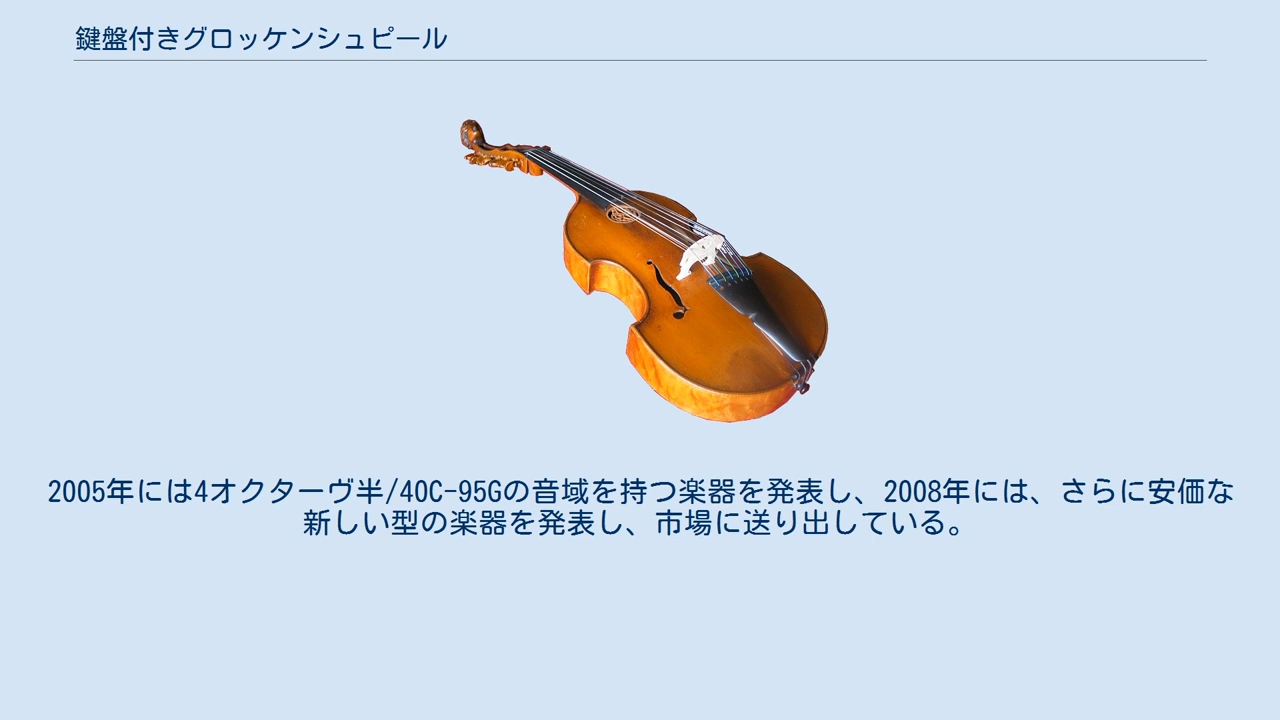 鍵盤付きグロッケンシュピール
2005年には4オクターヴ半/40C-95Gの音域を持つ楽器を発表し、2008年には、さらに安価な
新しい型の楽器を発表し、市場に送り出している。